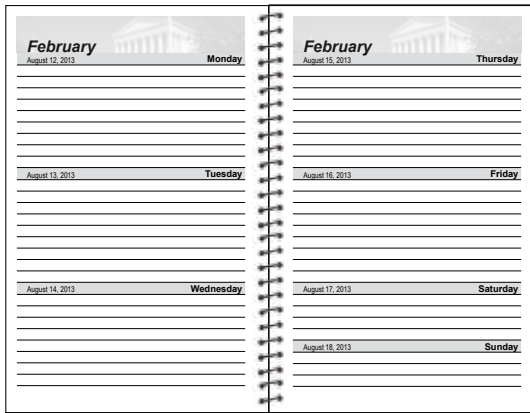 February
August 12, 2013 Monday
August 13, 2013 Tuesday
August 14, 2013 Wednesday
February
August 15, 2013 Thursday
August 16, 2013 Friday
August 17, 2013 Saturday
August 18, 2013 Sunday